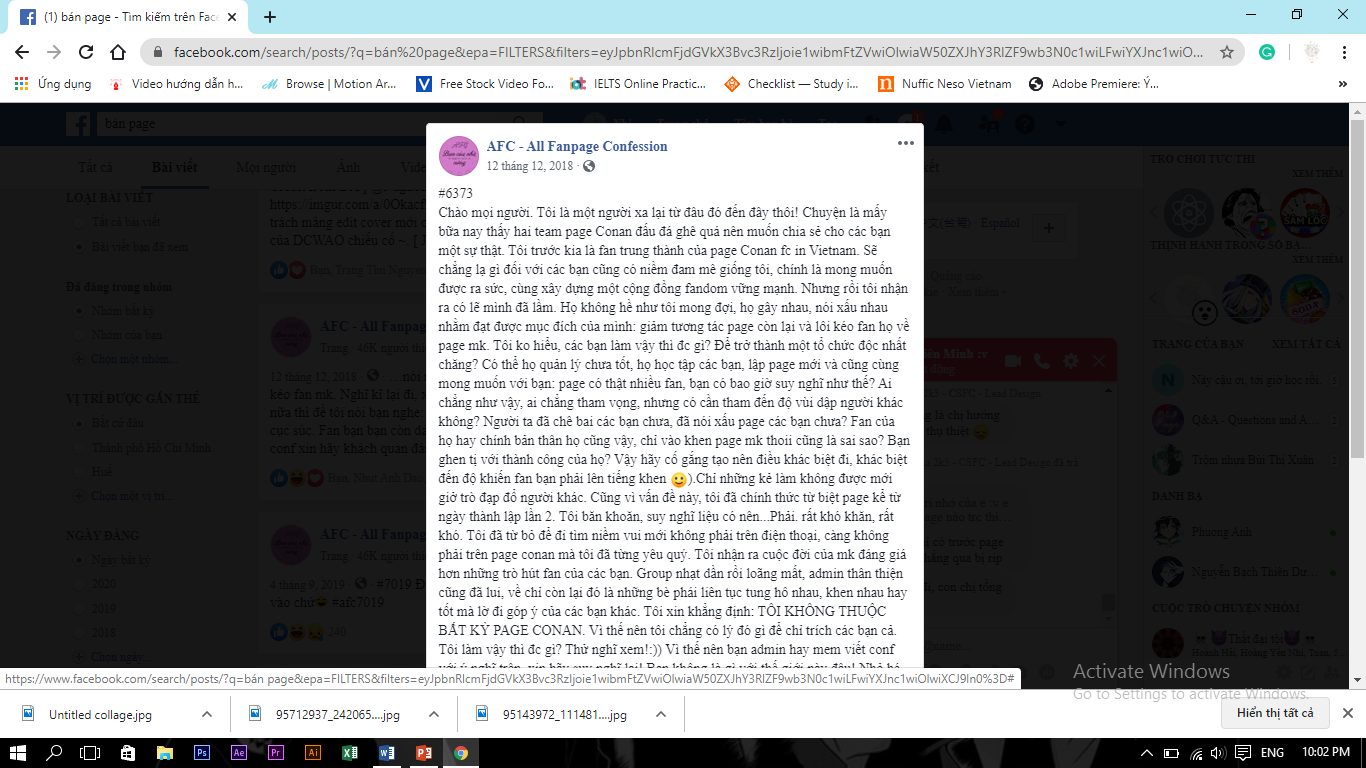 (1) bán page - Tìm kiếm trên Face
facebook.com/search/posts/?q=bán%20page&epa=FILTERS&filters=
Ứng dụng
Video hướng dẫn h...
Browse | Motion Ar...
Free Stock Video Fo...
IELTS Online Practic...
Checklist — Study i...
Nuffic Neso Vietnam
Adobe Premiere: Ý...
bán page
Tất cả
Bài viết
Mọi người
Ảnh
AFC - All Fanpage Confession
12 tháng 12, 2018
#6373
Chào mọi người. Tôi là một người xa lại từ đâu đó đến đây thôi! Chuyện là mấy
bữa nay thấy hai team page Conan đấu đá ghê quá nên muốn chia sẻ cho các bạn
một sự thật. Tôi trước kia là fan trung thành của page Conan fc in Vietnam. Sẽ
chẳng lạ gì đối với các bạn cũng có niềm đam mê giống tôi, chính là mong muốn
được ra sức, cùng xây dựng một cộng đồng fandom vững mạnh. Nhưng rồi tôi nhận
ra có lẽ mình đã lầm. Họ không hề như tôi mong đợi, họ gây nhau, nói xấu nhau
nhằm đạt được mục đích của mình: giảm tương tác page còn lại và lôi kéo fan họ về
page mk. Tôi ko hiểu, các bạn làm vậy thì đc gì? Để trở thành một tổ chức độc nhất
chăng? Có thể họ quản lý chưa tốt, họ học tập các bạn, lập page mới và cũng cùng
mong muốn với bạn: page có thật nhiều fan, bạn có bao giờ suy nghĩ như thế? Ai
chẳng như vậy, ai chẳng tham vọng, nhưng có cần tham đến độ vùi dập người khác
không? Người ta đã chê bai các bạn chưa, đã nói xấu page các bạn chưa? Fan của
họ hay chính bản thân họ cũng vậy, chỉ vào khen page mk thoii cũng là sai sao? Bạn
ghen tị với thành công của họ? Vậy hãy cố gắng tạo nên điều khác biệt đi, khác biệt
đến độ khiến fan bạn phải lên tiếng khen 🙂).Chỉ những kẻ làm không được mới
giở trò đạp đổ người khác. Cũng vì vấn đề này, tôi đã chính thức từ biệt page kể từ
ngày thành lập lần 2. Tôi băn khoăn, suy nghĩ liệu có nên...Phải. rất khó khăn, rất
khó. Tôi đã từ bỏ để đi tìm niềm vui mới không phải trên điện thoại, càng không
phải trên page conan mà tôi đã từng yêu quý. Tôi nhận ra cuộc đời của mk đáng giá
hơn những trò hút fan của các bạn. Group nhạt dần rồi loãng mất, admin thân thiện
cũng đã lui, về chỉ còn lại đó là những bè phái liên tục tung hô nhau, khen nhau hay
tốt mà lờ đi góp ý của các bạn khác. Tôi xin khẳng định: TÔI KHÔNG THUỘC
BẤT KỲ PAGE CONAN. Vì thế nên tôi chẳng có lý đó gì để chỉ trích các bạn cả.
Tôi làm vậy thì đc gì? Thử nghĩ xem!:)) Vì thế nên bạn admin hay mem viết conf
LOẠI BÀI VIẾT
Tất cả bài viết
Bài viết bạn đã xem
Đã đăng trong nhóm
Nhóm bất kỳ
Nhóm của bạn
Chọn một nhóm...
VỊ TRÍ ĐƯỢC GẮN THẺ
Bất cứ đâu
Thành phố Hồ Chí Minh
Huế
Chọn một vị trí...
NGÀY ĐĂNG
Ngày bất kỳ
2020
2019
2018
Chọn ngày...
TRÒ CHƠI TỨC THÌ
XEM THÊM
XEM THÊM
TRANG CỦA BẠN
XEM TẤT CẢ
Này cậu ơi, tới giờ học rồi
Q&A - Questions and A...
Trộm nhựa Bùi Thị Xuân
DANH BẠ
Phuong Anh
Nguyễn Bạch Thiên Dư...
CUỘC TRÒ CHUYỆN NHÓM
Activate Windows
Go to Settings to activate Windows.
Untitled collage.jpg
95712937_242065....jpg
95143972_111481....jpg
Hiển thị tất cả
ENG
10:02 PM